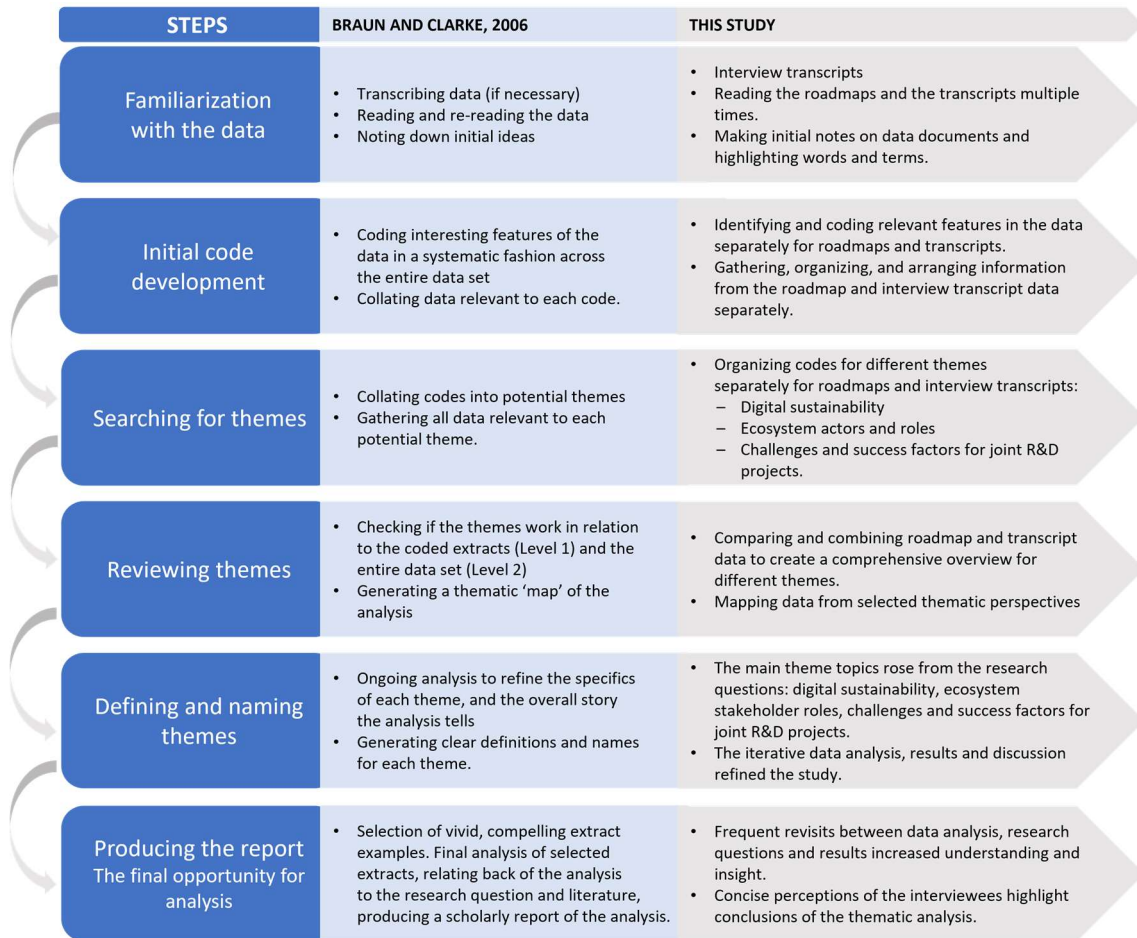 STEPS
BRAUN AND CLARKE, 2006
THIS STUDY
Familiarization
with the data
• Transcribing data (if necessary)
• Reading and re-reading the data
• Noting down initial ideas
• Interview transcripts
• Reading the roadmaps and the transcripts multiple
times.
• Making initial notes on data documents and
highlighting words and terms.
Initial code
development
• Coding interesting features of the
data in a systematic fashion across
the entire data set
• Collating data relevant to each code.
• Identifying and coding relevant features in the data
separately for roadmaps and transcripts.
• Gathering, organizing, and arranging information
from the roadmap and interview transcript data
separately.
Searching for themes
• Collating codes into potential themes
• Gathering all data relevant to each
potential theme.
• Organizing codes for different themes
separately for roadmaps and interview transcripts:
– Digital sustainability
– Ecosystem actors and roles
– Challenges and success factors for joint R&D
projects.
Reviewing themes
• Checking if the themes work in relation
to the coded extracts (Level 1) and the
entire data set (Level 2)
• Generating a thematic ‘map’ of the
analysis
• Comparing and combining roadmap and transcript
data to create a comprehensive overview for
different themes.
• Mapping data from selected thematic perspectives
Defining and naming
themes
• Ongoing analysis to refine the specifics
of each theme, and the overall story
the analysis tells
• Generating clear definitions and names
for each theme.
• The main theme topics rose from the research
questions: digital sustainability, ecosystem
stakeholder roles, challenges and success factors for
joint R&D projects.
• The iterative data analysis, results and discussion
refined the study.
Producing the report
The final opportunity for
analysis
• Selection of vivid, compelling extract
examples. Final analysis of selected
extracts, relating back of the analysis
to the research question and literature,
producing a scholarly report of the analysis.
• Frequent revisits between data analysis, research
questions and results increased understanding and
insight.
• Concise perceptions of the interviewees highlight
conclusions of the thematic analysis.